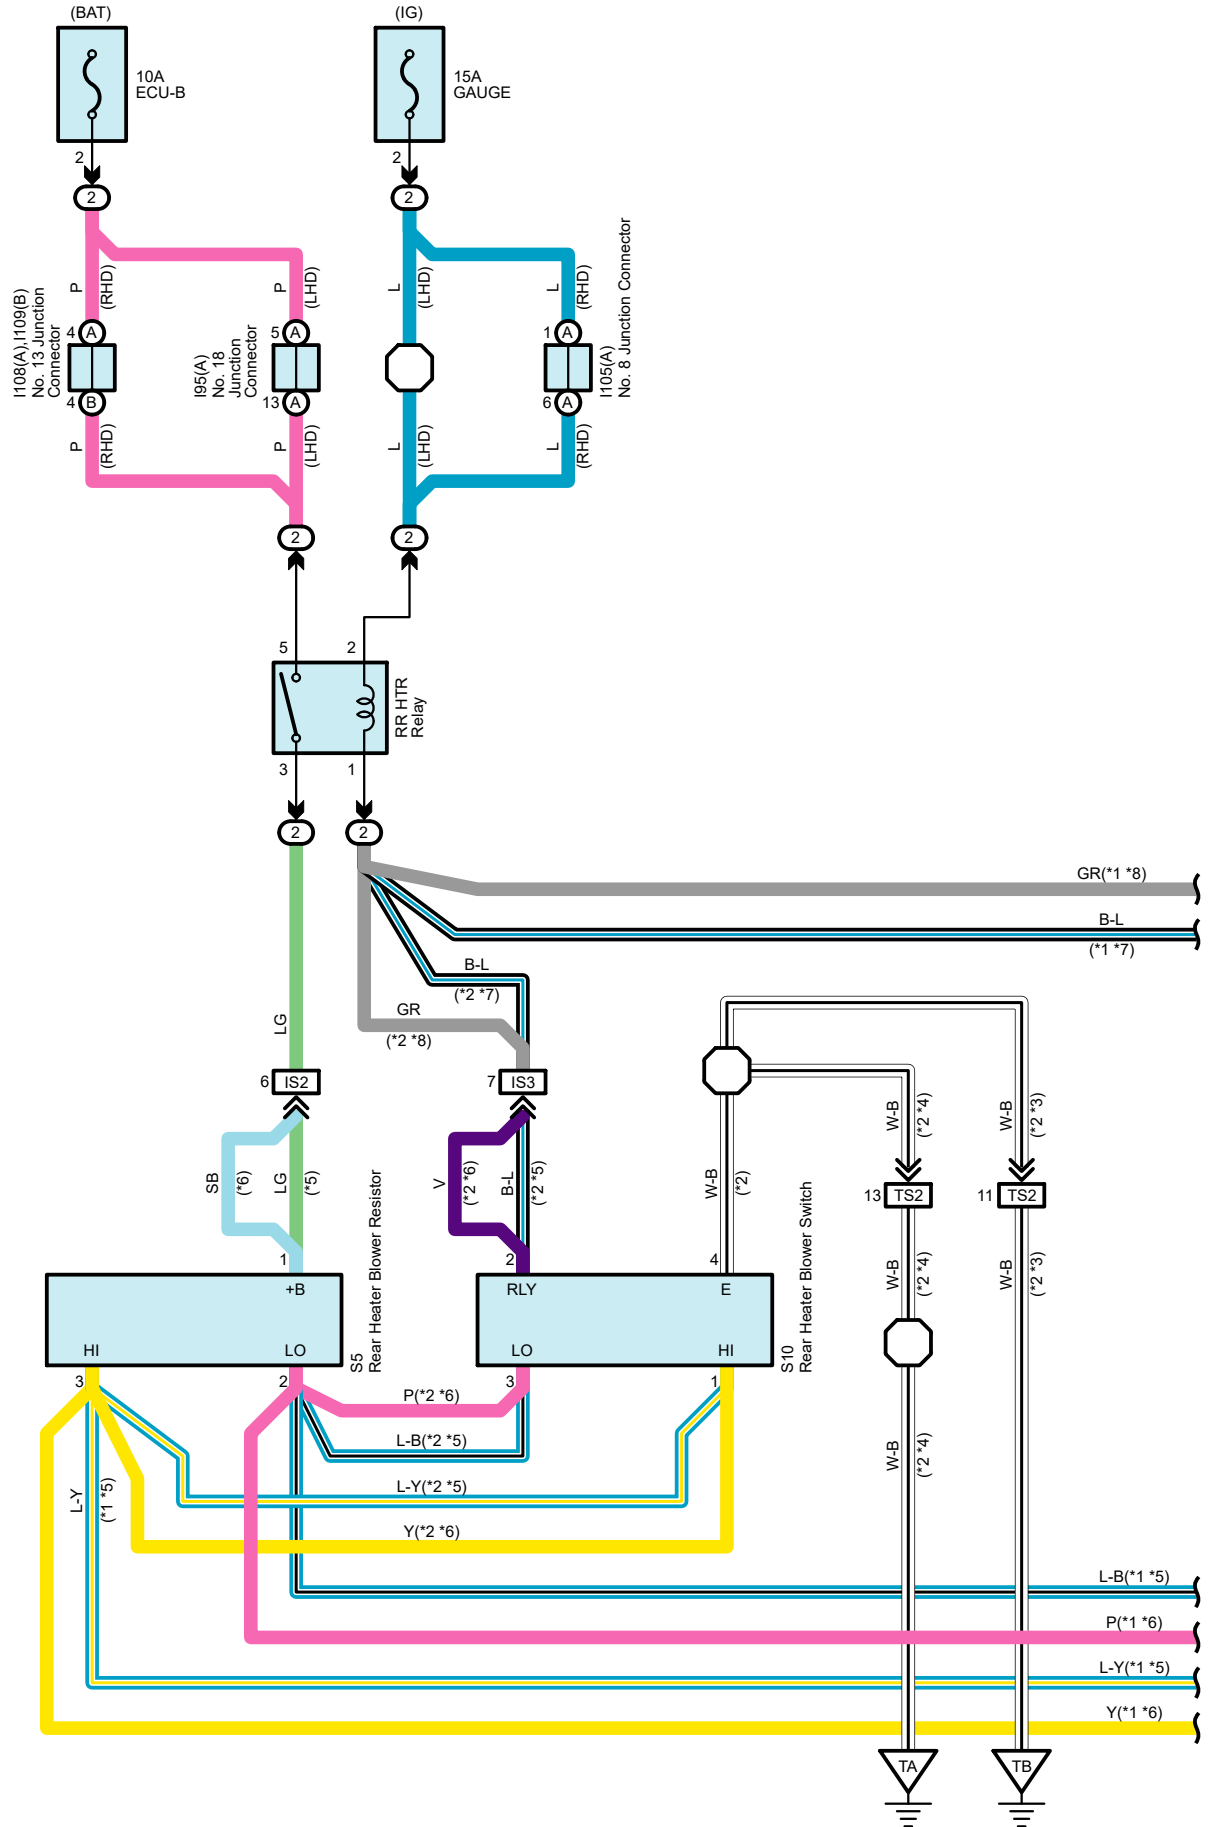 (BAT)
(IG)
10A
ECU-B
15A
GAUGE
2
2
2
2
P
(RHD)
P
(LHD)
L
(LHD)
L
(RHD)
I108(A),I109(B)
No. 13 Junction
Connector
4
A
4
B
I95(A)
No. 18
Junction
Connector
5
A
13
A
1
A
6
A
I105(A)
No. 8 Junction Connector
P
(RHD)
P
(LHD)
L
(LHD)
L
(RHD)
2
2
5
2
RR HTR
Relay
3
1
2
2
GR(*1 *8)
B-L
(*1 *7)
B-L
(*2 *7)
GR
(*2 *8)
LG
6
IS2
7
IS3
SB
(*6)
LG
(*5)
V
(*2 *6)
B-L
(*2 *5)
W-B
(*2)
W-B
(*2 *4)
W-B
(*2 *3)
13
TS2
11
TS2
W-B
(*2 *4)
W-B
(*2 *3)
1
2
4
+B
HI
LO
S5
Rear Heater Blower Resistor
RLY
E
LO
HI
S10
Rear Heater Blower Switch
3
2
3
1
P(*2 *6)
L-B(*2 *5)
L-Y(*2 *5)
Y(*2 *6)
L-Y
(*1 *5)
W-B
(*2 *4)
L-B(*1 *5)
P(*1 *6)
L-Y(*1 *5)
Y(*1 *6)
TA
TB